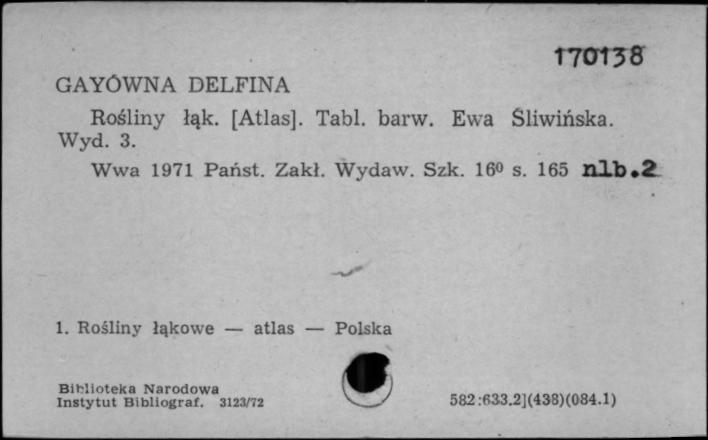 170138
GAYÓWNA DELFINA
Rośliny łąk. [Atlas]. Tabl. barw. Ewa Śliwińska.
Wyd. 3.
Wwa 1971 Państ. Zakł. Wydaw. Szk. 16⁰ s. 165 nlb.2
1. Rośliny łąkowe — atlas — Polska
Biblioteka Narodowa
Instytut Bibliograf. 3123/72
582:633.2](438)(084.1)